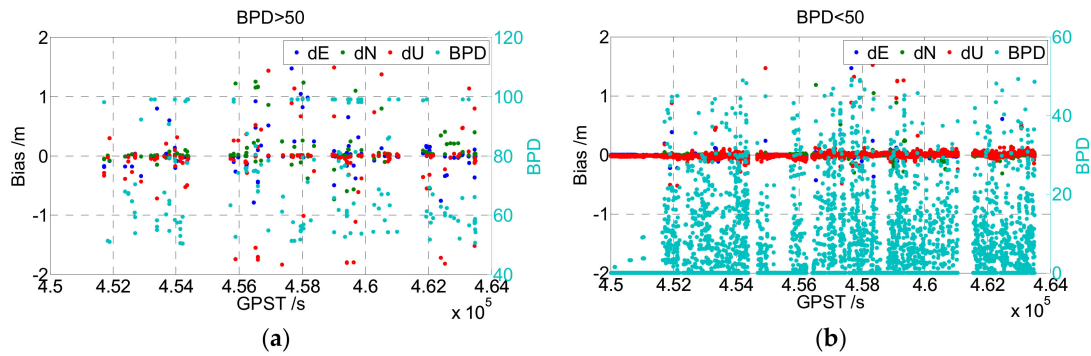 BPD>50
2
1
0
-1
-2
Bias /m
dE dN dU BPD
120
100
80
60
40
BPD
4.5 4.52 4.54 4.56 4.58 4.6 4.62 4.64
GPST /s
x 10^5
(a)
BPD<50
2
1
0
-1
-2
Bias /m
dE dN dU BPD
60
40
20
0
BPD
4.5 4.52 4.54 4.56 4.58 4.6 4.62 4.64
GPST /s
x 10^5
(b)